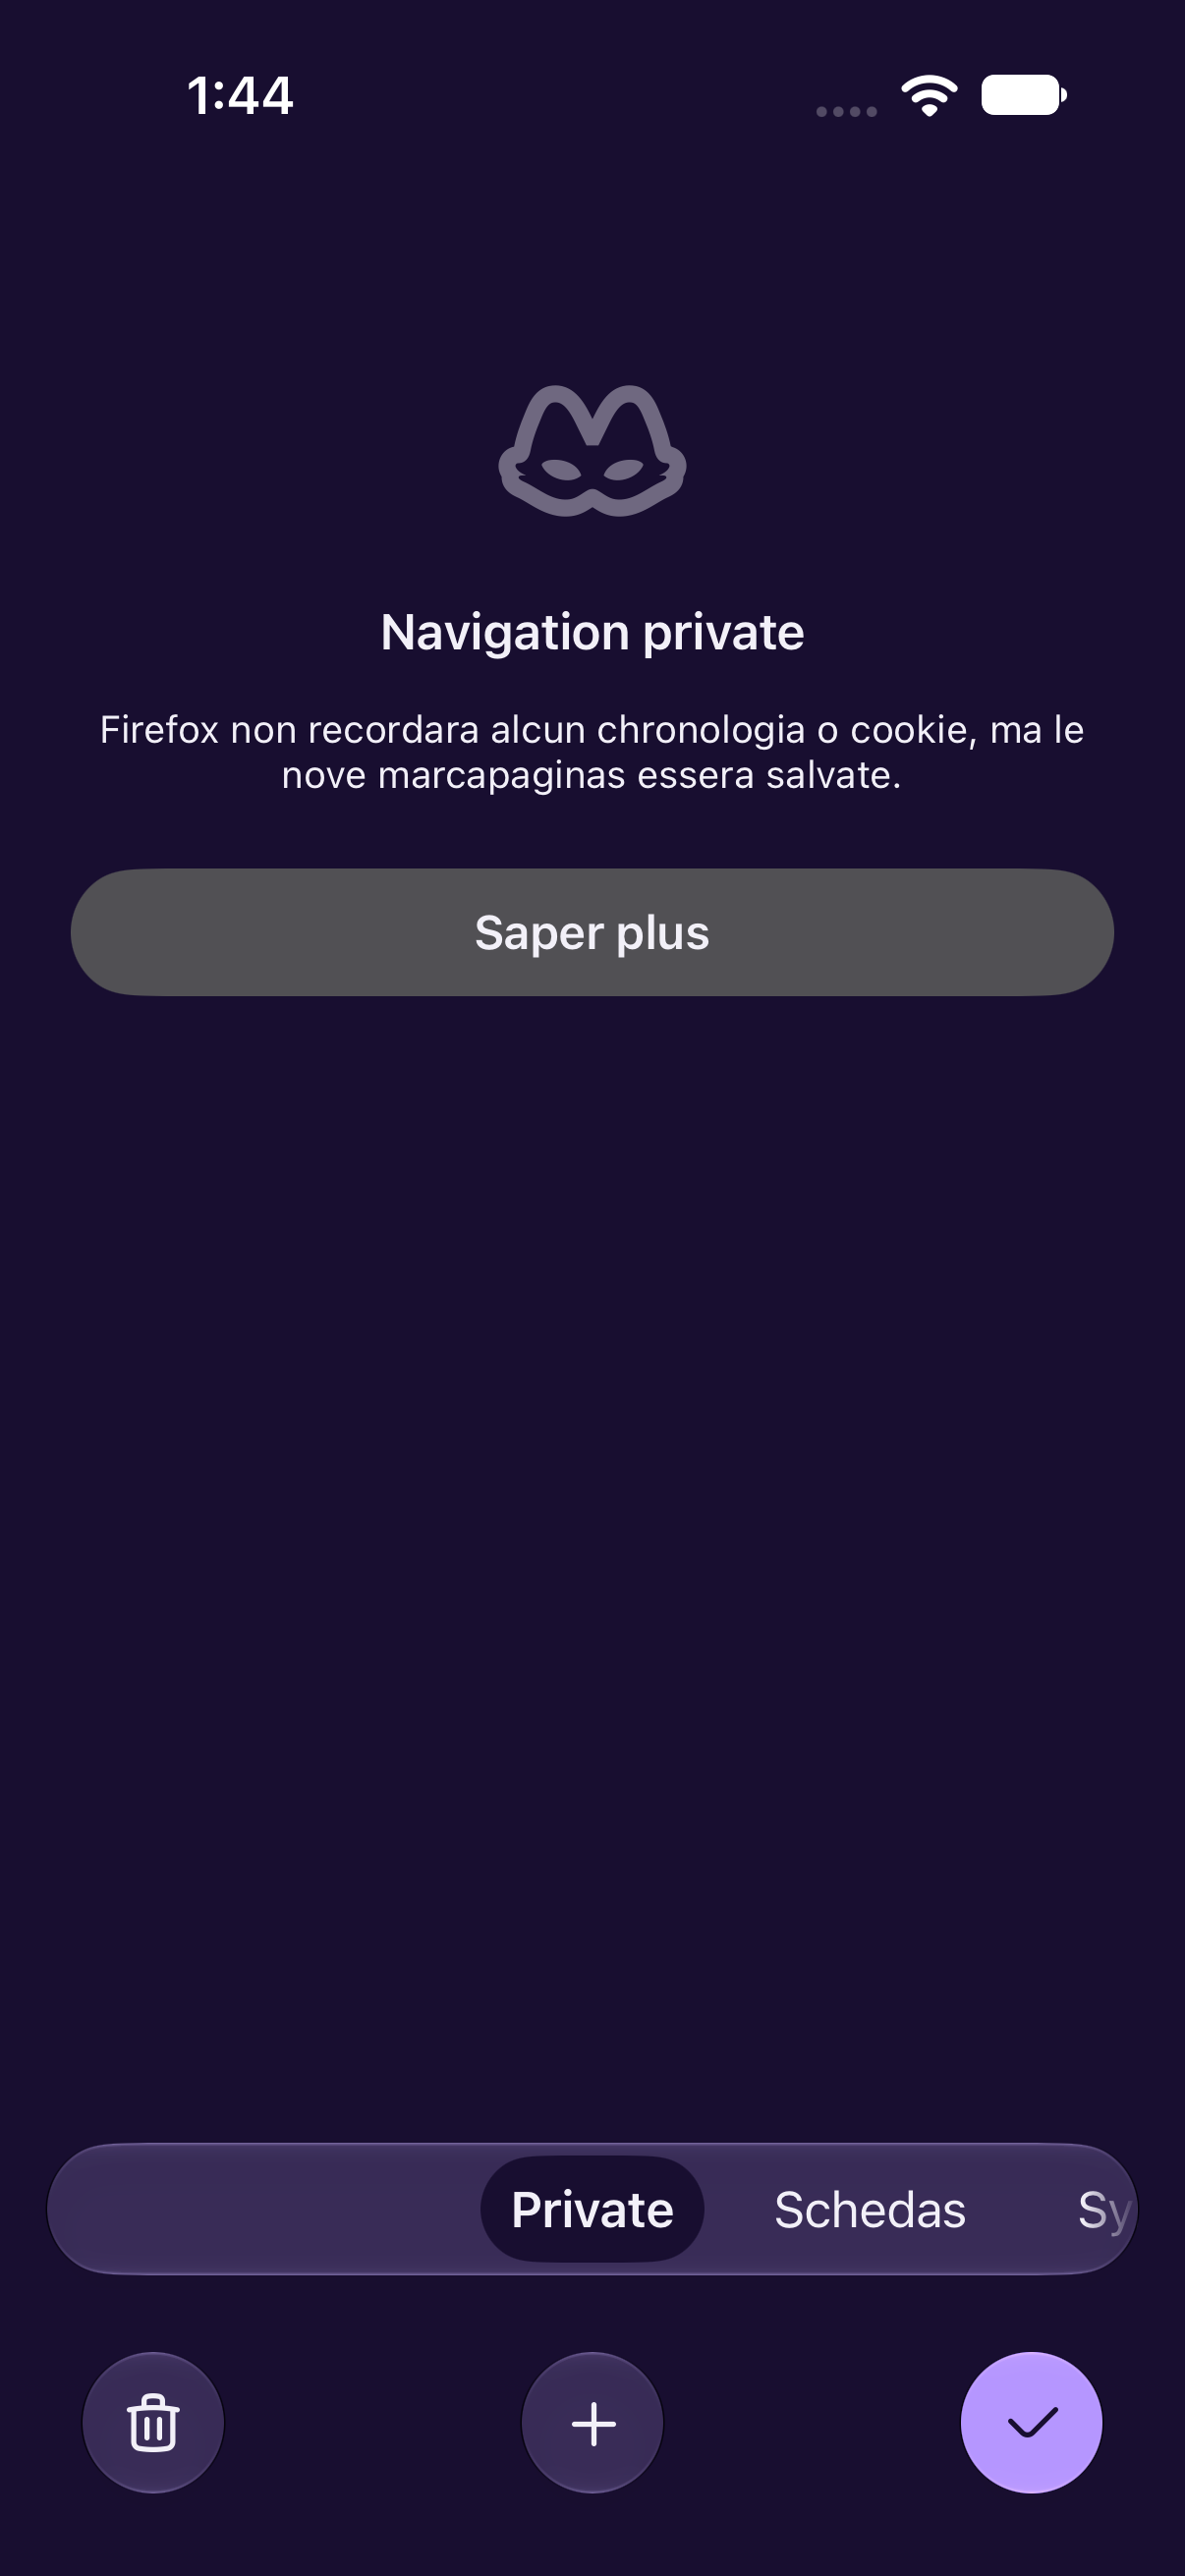 1:44
Navigation private
Firefox non recordara alcun chronologia o cookie, ma le
nove marcapaginas essera salvate.
Saper plus
Private Schedas Sy